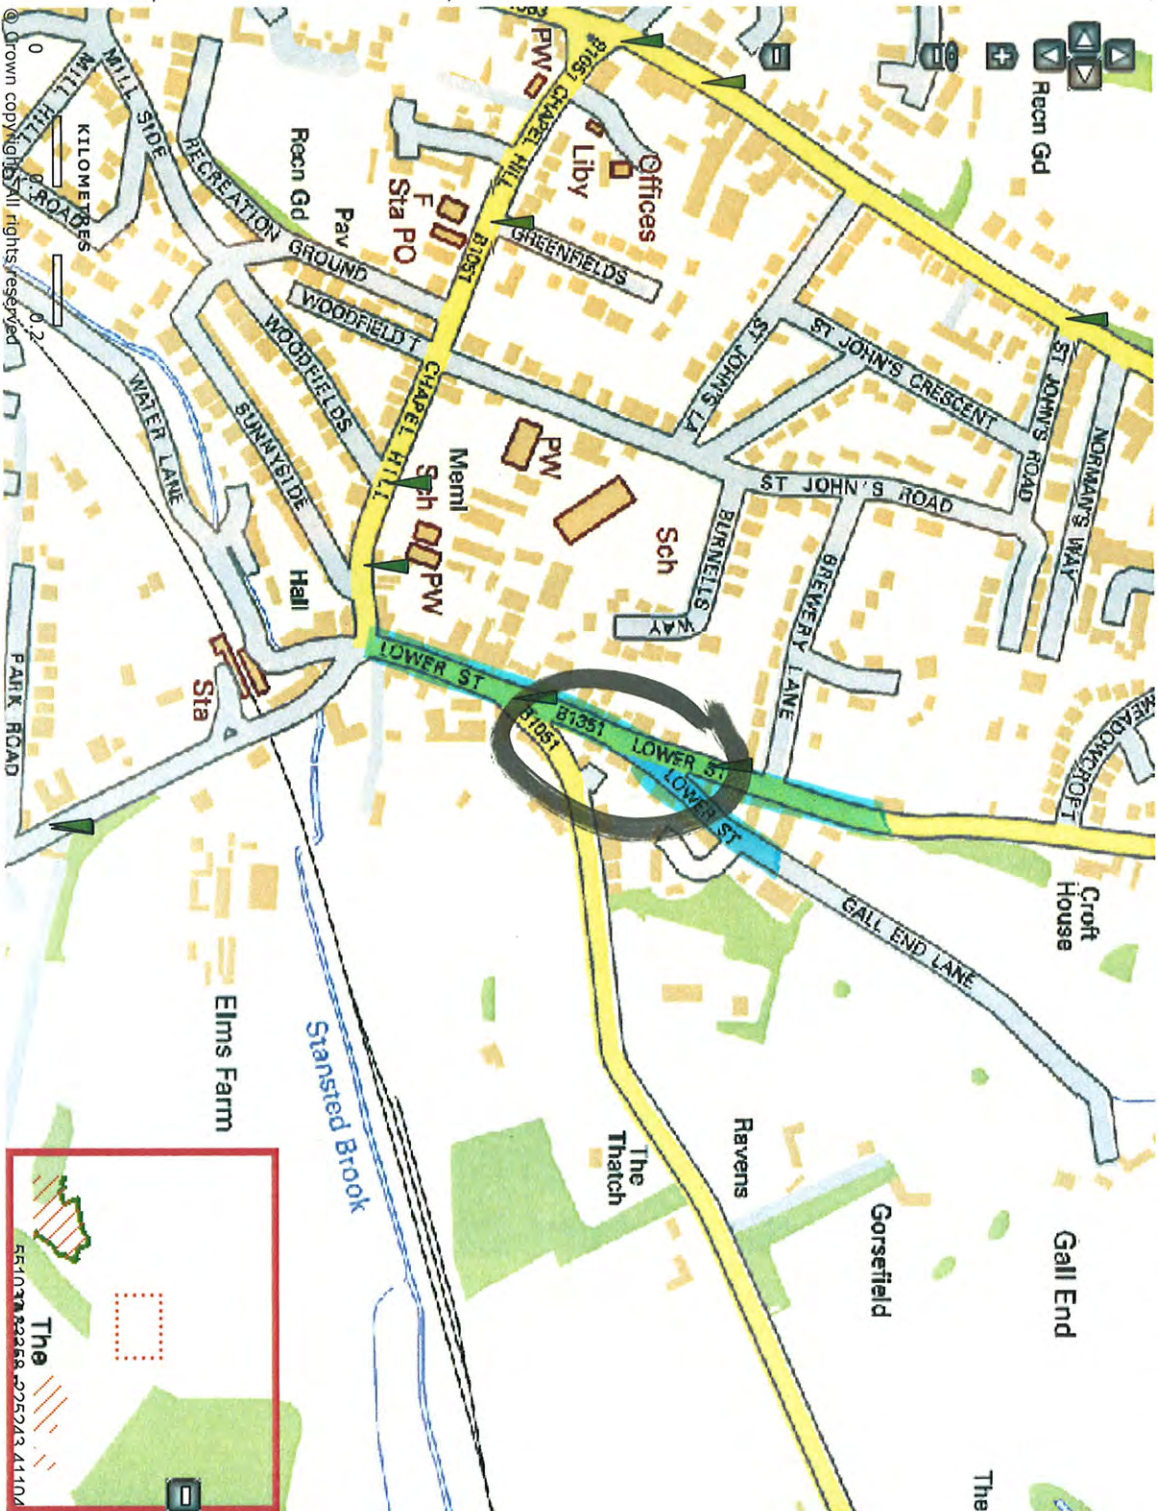 Recn Gd
B1051 CHAPEL HILL
PW
Liby
Offices
GREENFIELDS
B1051
F
Sta PO
Recn Gd
Pav
RECREATION GROUND
MILL SIDE
MILL HILL
ROAD
KILOMETRES
0
0.2
© Crown copyright. All rights reserved
WOODFIELD T
WOODFIELDS
SUNNYSIDE
WATER LANE
CHAPEL HILL
Meml
Sch
PW
PW
Sch
ST JOHN'S LA
ST JOHN'S CRESCENT
ST JOHN'S ROAD
ST JOHN'S ROAD
NORMAN'S WAY
BURNELLS WAY
BREWERY LANE
MEADOWCROFT
Hall
Sta
PARK ROAD
LOWER ST
B1051
B1351
LOWER ST
LOWER ST
GALL END LANE
Croft
House
Elms Farm
Stansted Brook
The
Thatch
Ravens
Gorsefield
Gall End
The
The